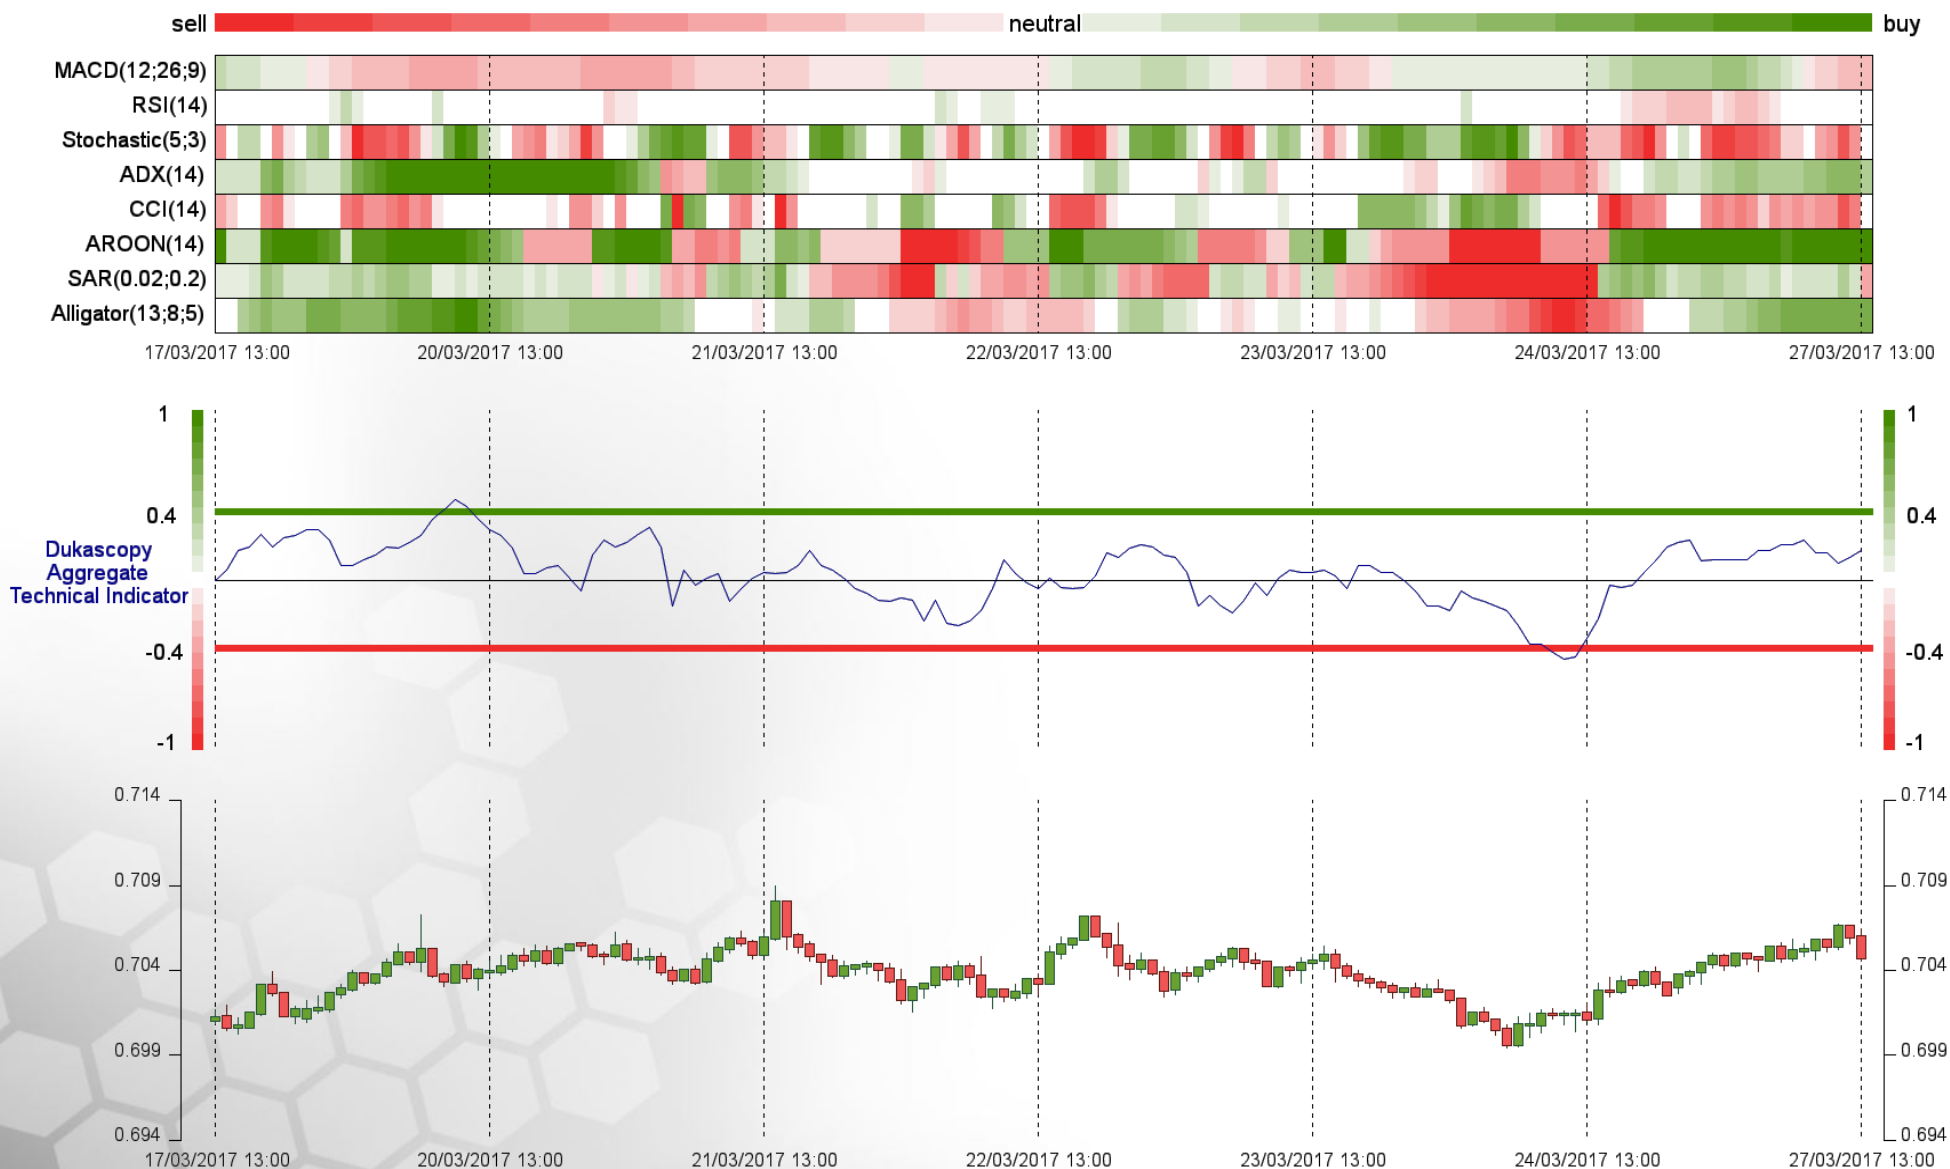 sell neutral buy
MACD(12;26;9)
RSI(14)
Stochastic(5;3)
ADX(14)
CCI(14)
AROON(14)
SAR(0.02;0.2)
Alligator(13;8;5)
17/03/2017 13:00 20/03/2017 13:00 21/03/2017 13:00 22/03/2017 13:00 23/03/2017 13:00 24/03/2017 13:00 27/03/2017 13:00
1 1
0.4 0.4
Dukascopy
Aggregate
Technical Indicator
-0.4 -0.4
-1 -1
0.714 0.714
0.709 0.709
0.704 0.704
0.699 0.699
0.694 0.694
17/03/2017 13:00 20/03/2017 13:00 21/03/2017 13:00 22/03/2017 13:00 23/03/2017 13:00 24/03/2017 13:00 27/03/2017 13:00